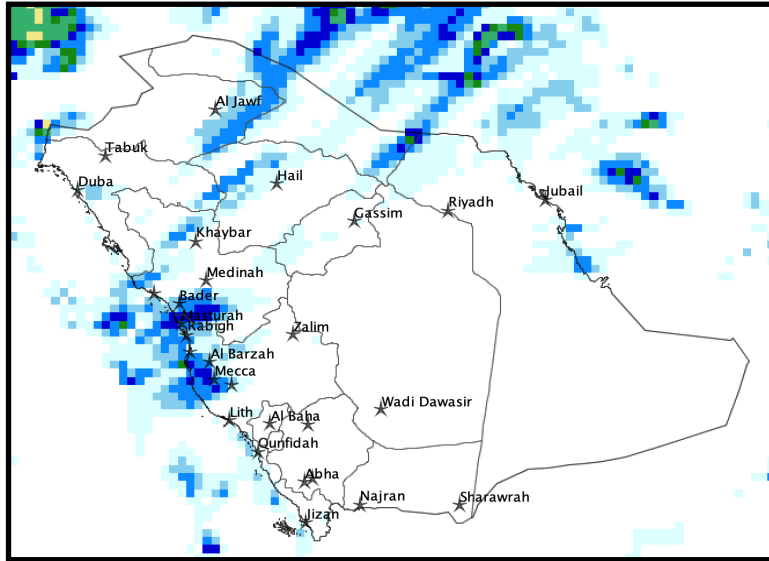 Al Jawf
Tabuk
Duba
Hail
Gassim
Riyadh
Jubail
Khaybar
Medinah
Bader
Masturah
Rabigh
Zalim
Al Barzah
Mecca
Lith
Al Baha
Wadi Dawasir
Qunfidah
Abha
Najran
Sharawrah
Jizan